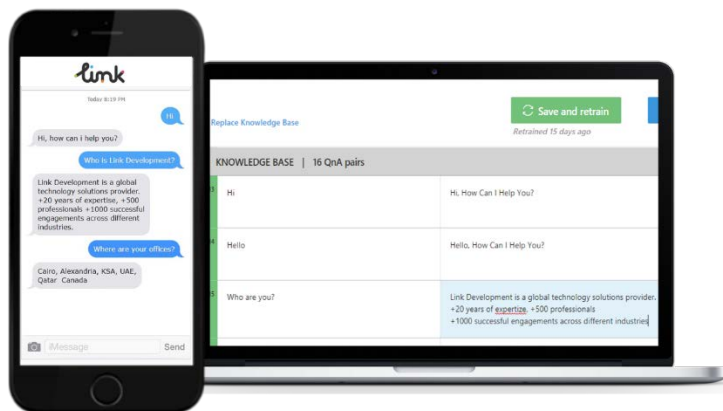 link
Today 8:19 PM
Hi
Hi, how can i help you?
Who is Link Development?
Link Development is a global
technology solutions provider.
+20 years of expertise, +500
professionals +1000 successful
engagements across different
industries.
Where are your offices?
Cairo, Alexandria, KSA, UAE,
Qatar Canada
iMessage
Send
Replace Knowledge Base
Save and retrain
Retrained 15 days ago
KNOWLEDGE BASE | 16 QnA pairs
Hi
Hi, How Can I Help You?
Hello
Hello, How Can I Help You?
Who are you?
Link Development is a global technology solutions provider.
+20 years of expertize, +500 professionals
+1000 successful engagements across different industries